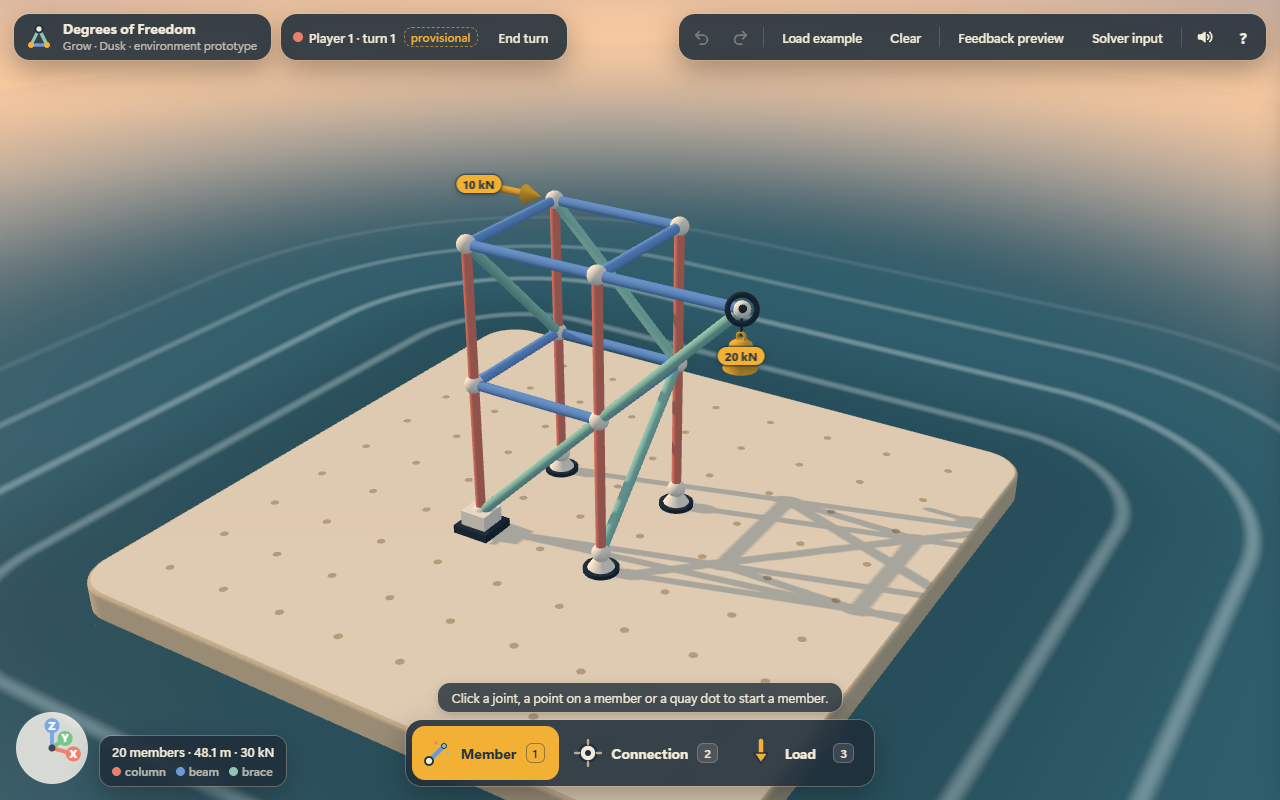 Degrees of Freedom
Grow · Dusk · environment prototype
Player 1 · turn 1 provisional End turn
Load example Clear Feedback preview Solver input ?
10 kN
20 kN
Click a joint, a point on a member or a quay dot to start a member.
Z
Y
X
20 members · 48.1 m · 30 kN
column beam brace
Member 1 Connection 2 Load 3